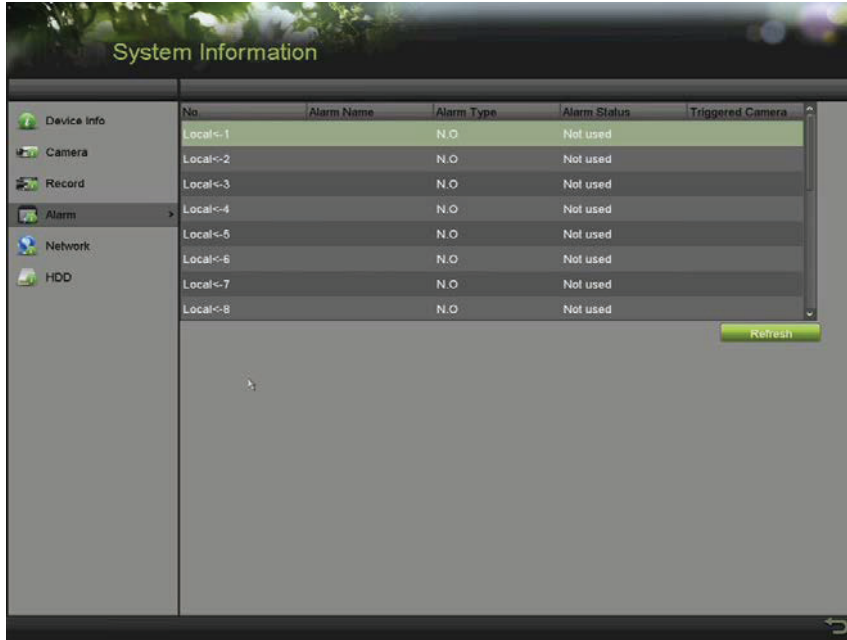 System Information
Device Info
Camera
Record
Alarm >
Network
HDD
No. Alarm Name Alarm Type Alarm Status Triggered Camera
Local<-1 N.O Not used
Local<-2 N.O Not used
Local<-3 N.O Not used
Local<-4 N.O Not used
Local<-5 N.O Not used
Local<-6 N.O Not used
Local<-7 N.O Not used
Local<-8 N.O Not used
Refresh